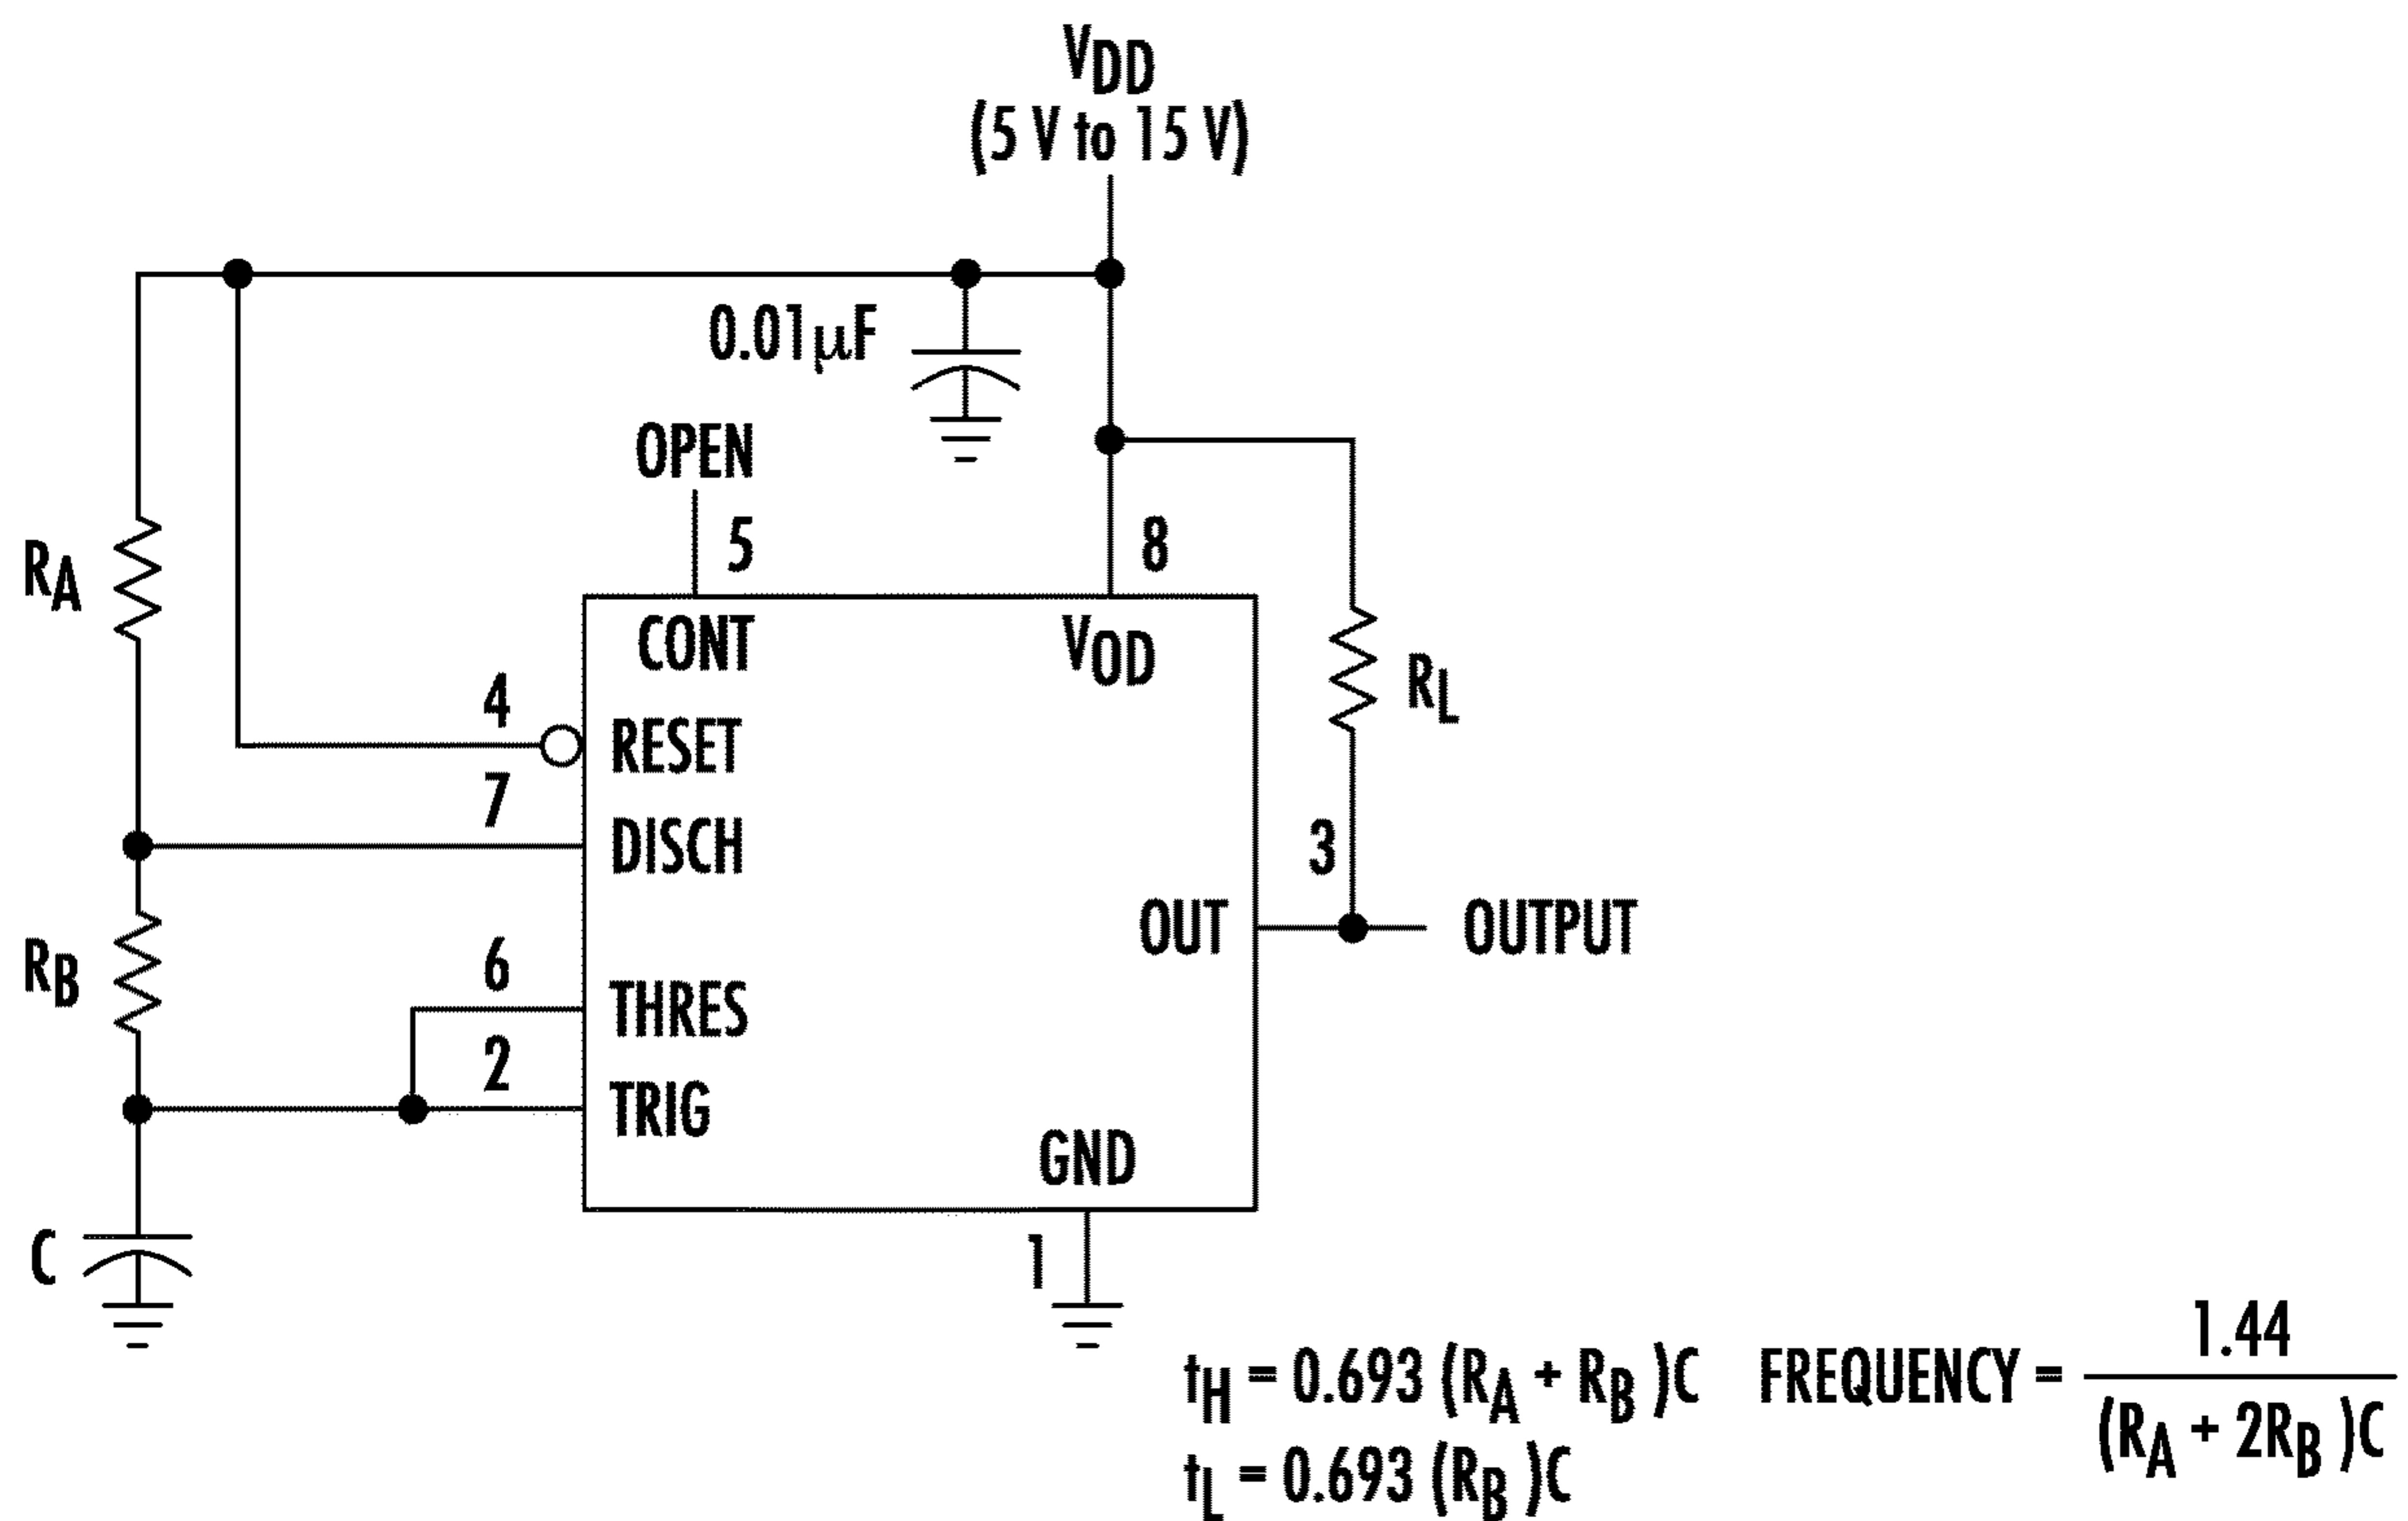 VDD
(5 V to 15 V)
0.01µF
OPEN
5
8
RA
CONT
VOD
RL
4
RESET
7
DISCH
3
OUT
OUTPUT
RB
6
THRES
2
TRIG
GND
C
1
tH = 0.693 (RA + RB )C FREQUENCY = 1.44
(RA + 2RB )C
tL = 0.693 (RB )C